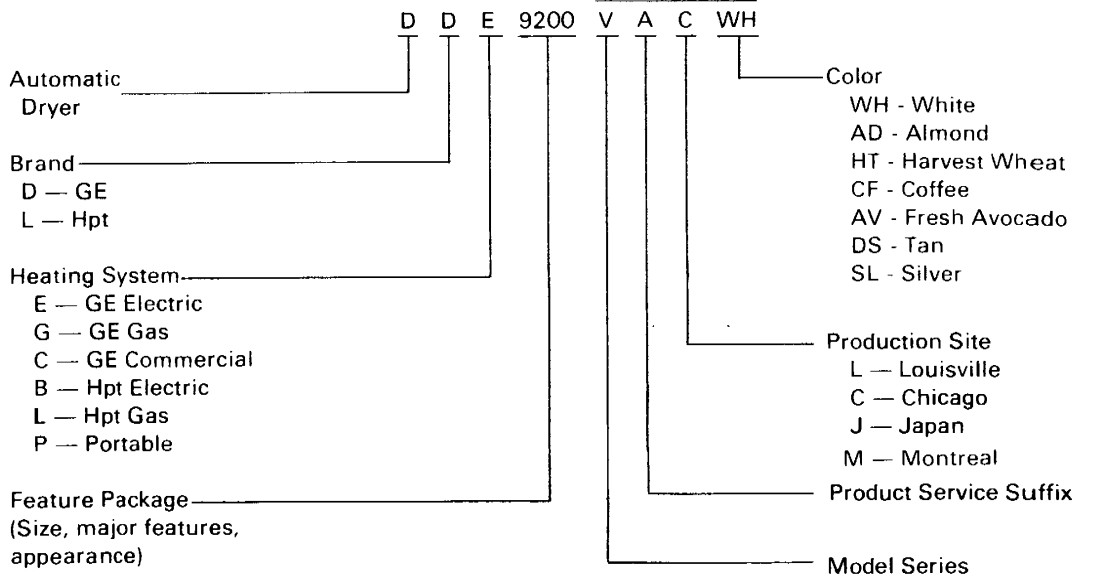 D D E 9200 V A C WH
Automatic
Dryer
Brand
D — GE
L — Hpt
Heating System
E — GE Electric
G — GE Gas
C — GE Commercial
B — Hpt Electric
L — Hpt Gas
P — Portable
Feature Package
(Size, major features,
appearance)
Color
WH - White
AD - Almond
HT - Harvest Wheat
CF - Coffee
AV - Fresh Avocado
DS - Tan
SL - Silver
Production Site
L — Louisville
C — Chicago
J — Japan
M — Montreal
Product Service Suffix
Model Series